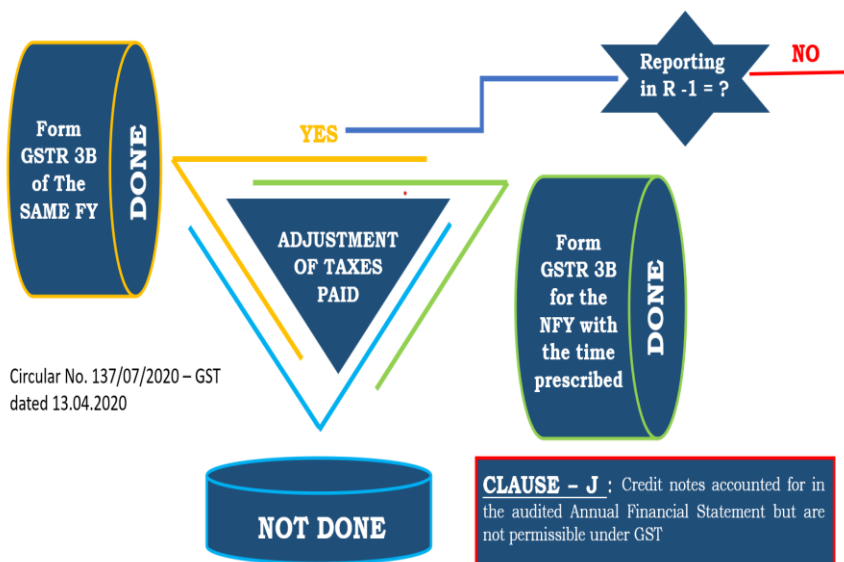 Reporting
in R -1 = ?
NO
YES
Form
GSTR 3B
of The
SAME FY
DONE
ADJUSTMENT
OF TAXES
PAID
Form
GSTR 3B
for the
NFY with
the time
prescribed
DONE
Circular No. 137/07/2020 – GST
dated 13.04.2020
NOT DONE
CLAUSE – J : Credit notes accounted for in
the audited Annual Financial Statement but are
not permissible under GST